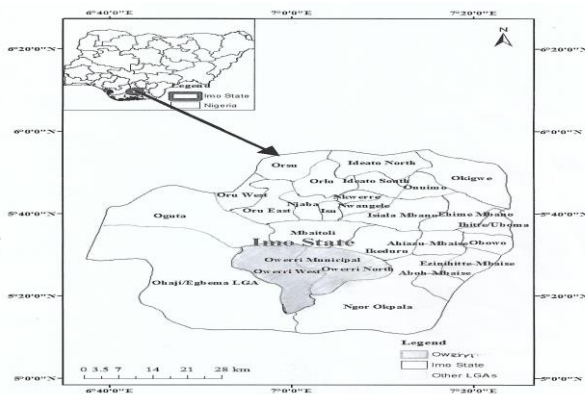 6°40'0"E 7°0'0"E 7°20'0"E
N
6°20'0"N 6°20'0"N
Legend
Imo State
Nigeria
6°0'0"N 6°0'0"N
Orsu
Ideato North
Okigwe
Orlu
Ideato South
Onuimo
Oru West
Njaba
Nkwerre
Nwangele
Isu
Oru East
Oguta
5°40'0"N 5°40'0"N
Isiala Mbano
Ehime Mbano
Ihitte/Uboma
Mbaitoli
Imo State
Ahiazu-Mbaise
Obowo
Ikeduru
Owerri Municipal
Ezinihitte-Mbaise
Owerri West
Owerri North
Aboh-Mbaise
Ohaji/Egbema LGA
5°20'0"N 5°20'0"N
Ngor Okpala
Legend
Imo State
Other LGAs
0 3.5 7 14 21 28 km
5°0'0"N 5°0'0"N
6°40'0"E 7°0'0"E 7°20'0"E